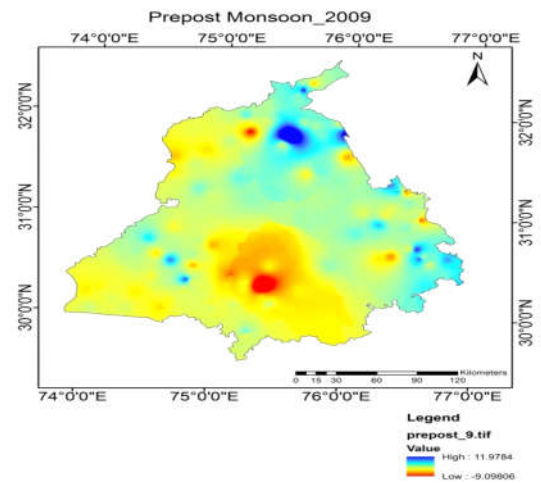 Prepost Monsoon_2009
74°0'0"E 75°0'0"E 76°0'0"E 77°0'0"E
N
32°0'0"N 32°0'0"N
31°0'0"N 31°0'0"N
30°0'0"N 30°0'0"N
Kilometers
0 15 30 60 90 120
74°0'0"E 75°0'0"E 76°0'0"E 77°0'0"E
Legend
prepost_9.tif
Value
High : 11.9784
Low : -9.09806